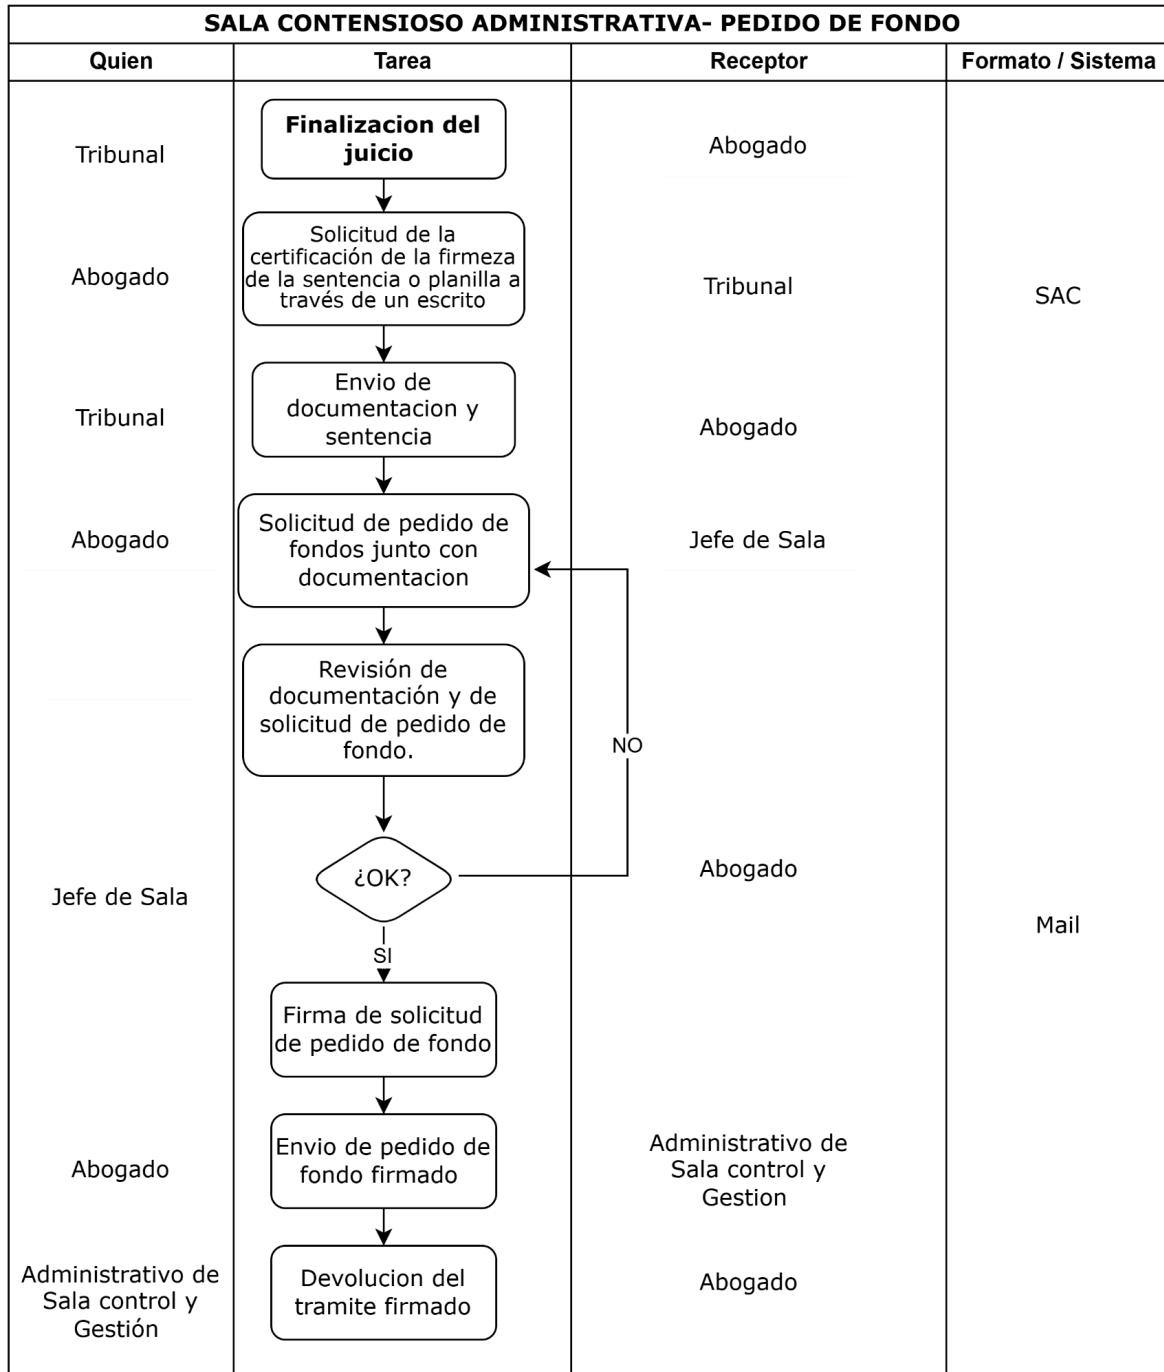 SALA CONTENSIOSO ADMINISTRATIVA- PEDIDO DE FONDO
Quien
Tarea
Receptor
Formato / Sistema
Tribunal
Finalizacion del
juicio
Abogado
Abogado
Solicitud de la
certificación de la firmeza
de la sentencia o planilla a
través de un escrito
Tribunal
SAC
Tribunal
Envio de
documentacion y
sentencia
Abogado
Abogado
Solicitud de pedido de
fondos junto con
documentacion
Jefe de Sala
Revisión de
documentación y de
solicitud de pedido de
fondo.
NO
Jefe de Sala
¿OK?
Abogado
Mail
SI
Firma de solicitud
de pedido de fondo
Abogado
Envio de pedido de
fondo firmado
Administrativo de
Sala control y
Gestion
Administrativo de
Sala control y
Gestión
Devolucion del
tramite firmado
Abogado